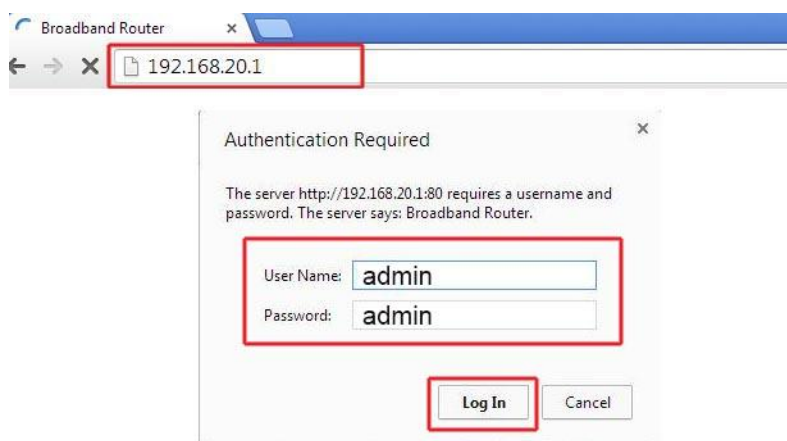 Broadband Router
192.168.20.1
Authentication Required
The server http://192.168.20.1:80 requires a username and
password. The server says: Broadband Router.
User Name: admin
Password: admin
Log In Cancel